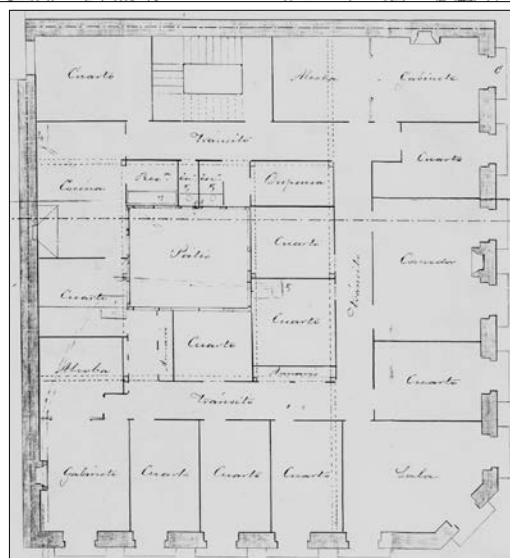 Cuarto
Alcoba
Gabinete
Tránsito
Cuarto
Cocina
Despensa
Cuarto
Patio
Comedor
Tránsito
Cuarto
Cuarto
Cuarto
Cuarto
Alcoba
Tránsito
Gabinete
Cuarto
Cuarto
Cuarto
Sala